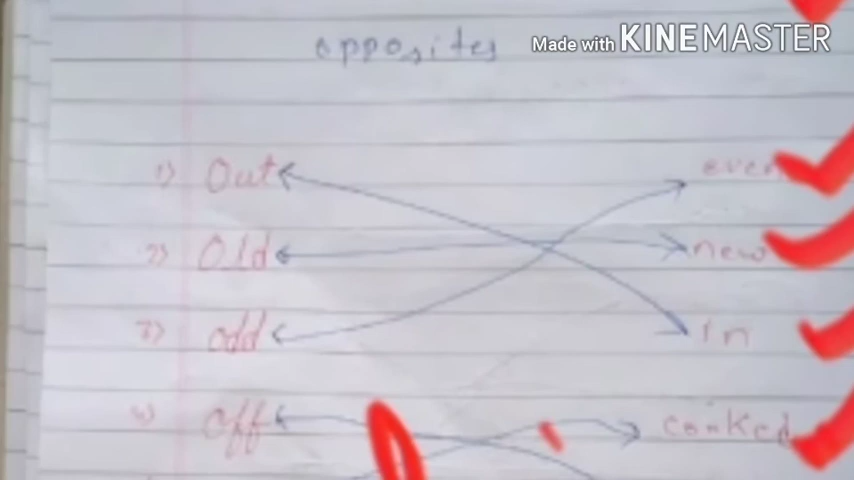 Made with KINEMASTER
opposites
1) Out even
2) Old new
3) odd in
4) off cooked